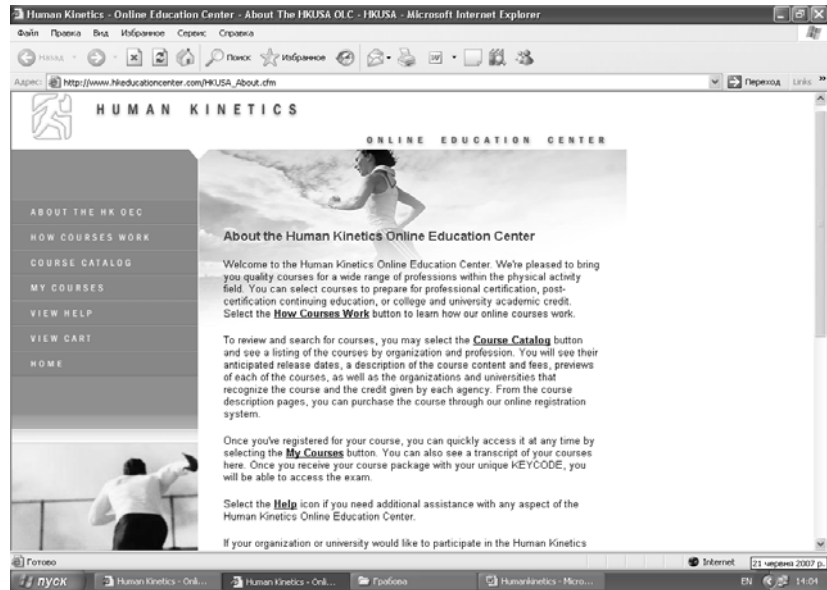 Human Kinetics - Online Education Center - About The HKUSA OLC - HKUSA - Microsoft Internet Explorer
Файл Правка Вид Избранное Сервис Справка
Назад Поиск Избранное
Адрес: http://www.hkeducationcenter.com/HKUSA_About.cfm Переход Links »
HUMAN KINETICS
ONLINE EDUCATION CENTER
ABOUT THE HK OEC
HOW COURSES WORK
COURSE CATALOG
MY COURSES
VIEW HELP
VIEW CART
HOME
About the Human Kinetics Online Education Center
Welcome to the Human Kinetics Online Education Center. We're pleased to bring
you quality courses for a wide range of professions within the physical activity
field. You can select courses to prepare for professional certification, post-
certification continuing education, or college and university academic credit.
Select the How Courses Work button to learn how our online courses work.
To review and search for courses, you may select the Course Catalog button
and see a listing of the courses by organization and profession. You will see their
anticipated release dates, a description of the course content and fees, previews
of each of the courses, as well as the organizations and universities that
recognize the course and the credit given by each agency. From the course
description pages, you can purchase the course through our online registration
system.
Once you've registered for your course, you can quickly access it at any time by
selecting the My Courses button. You can also see a transcript of your courses
here. Once you receive your course package with your unique KEYCODE, you
will be able to access the exam.
Select the Help icon if you need additional assistance with any aspect of the
Human Kinetics Online Education Center.
If your organization or university would like to participate in the Human Kinetics
Готово Internet 21 червня 2007 р.
пуск Human Kinetics - Onli... Human Kinetics - Onli... Грабова Humankinetics - Micro... EN 14:04